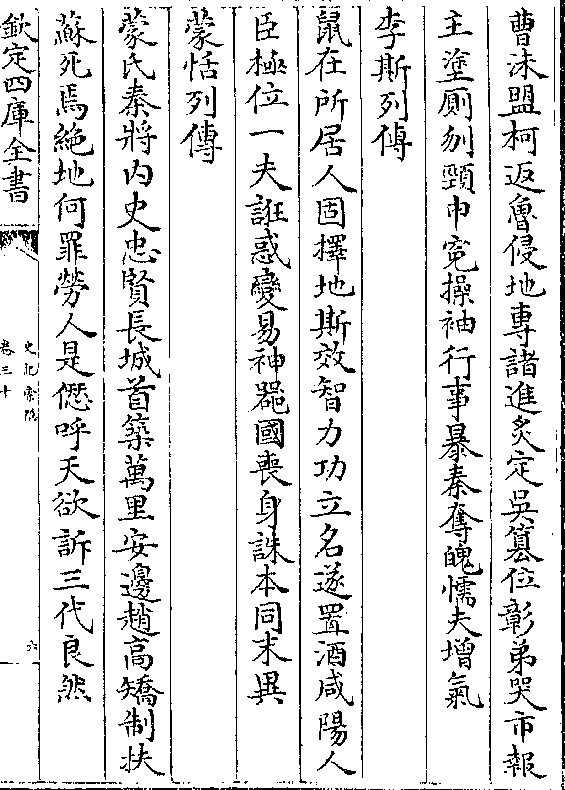 曹沫盟柯返魯侵地專諸進炙定吳篡位彰弟哭市報
主塗厠刎頸申寃操袖行事暴秦奪魄懦夫增氣
李斯列傳
鼠在所居人固擇地斯效智力功立名遂置酒咸陽人
臣極位一夫誑惑變易神噐國喪身誅本同末異
蒙恬列傳
蒙氏秦將内史忠賢長城首築萬里安邊趙高矯制扶
蘇死焉絶地何罪勞人是𠎝呼天欲訴三代良然
欽定四庫全書
史記索隱
卷三十
六